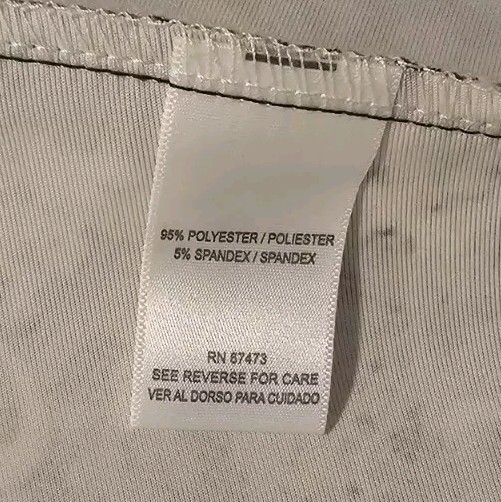 95% POLYESTER / POLIESTER
5% SPANDEX / SPANDEX
RN 67473
SEE REVERSE FOR CARE
VER AL DORSO PARA CUIDADO